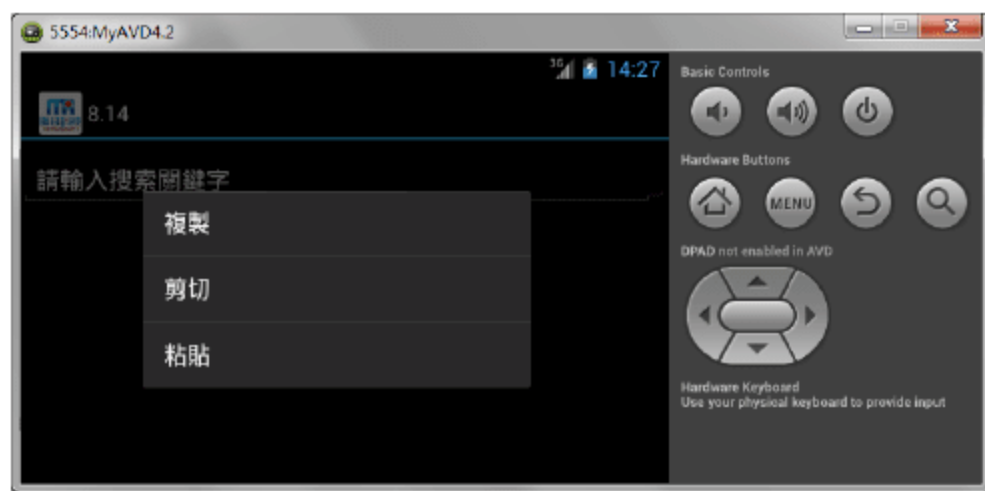 5554:MyAVD4.2
3G 14:27
8.14
請輸入搜索關鍵字
複製
剪切
粘貼
Basic Controls
Hardware Buttons
MENU
DPAD not enabled in AVD
Hardware Keyboard
Use your physical keyboard to provide input